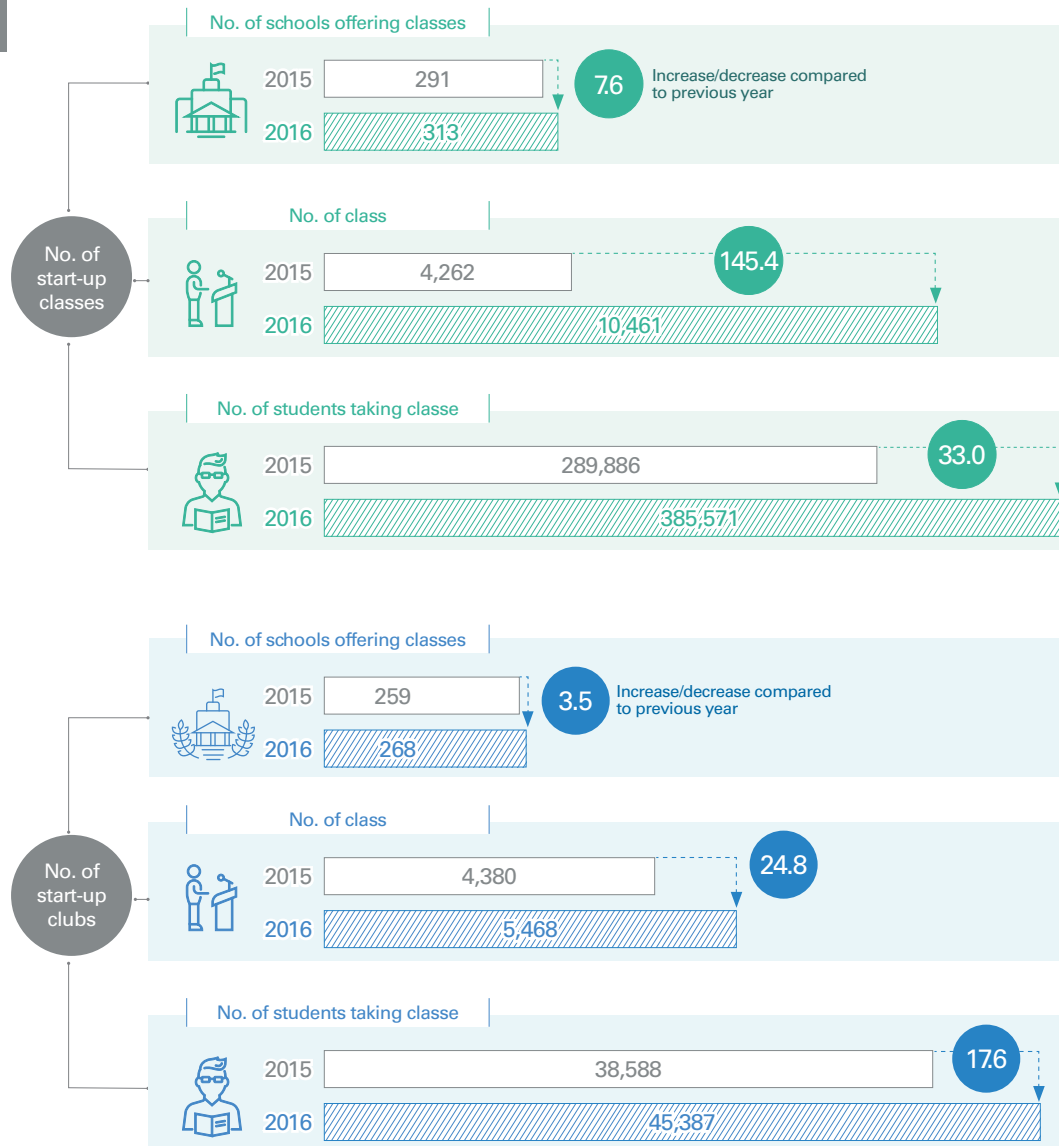 No. of schools offering classes
2015 291
7.6
Increase/decrease compared
to previous year
2016 313
No. of
start-up
classes
No. of class
2015 4,262
145.4
2016 10,461
No. of students taking classe
2015 289,886
33.0
2016 385,571
No. of schools offering classes
2015 259
3.5
Increase/decrease compared
to previous year
2016 268
No. of
start-up
clubs
No. of class
2015 4,380
24.8
2016 5,468
No. of students taking classe
2015 38,588
17.6
2016 45,387